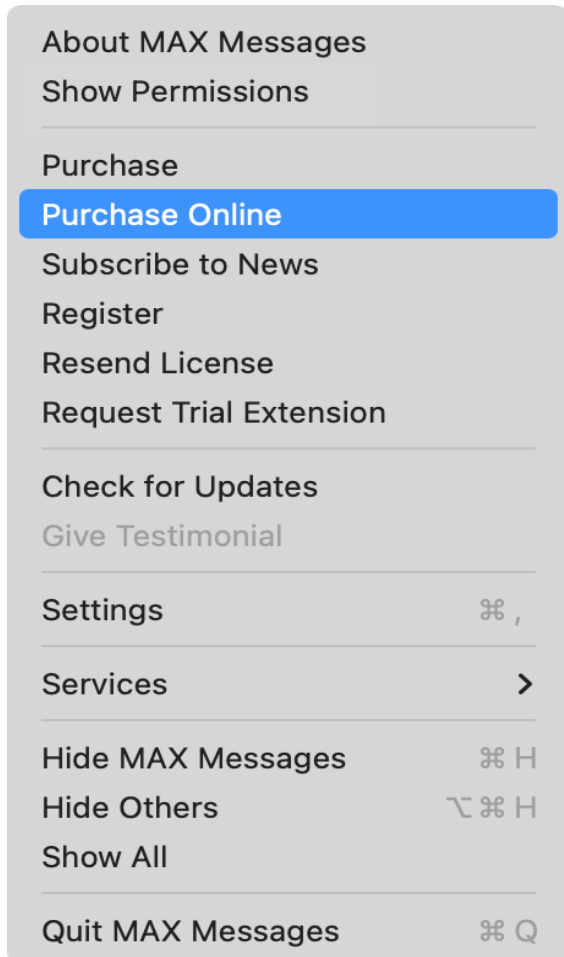 About MAX Messages
Show Permissions
Purchase
Purchase Online
Subscribe to News
Register
Resend License
Request Trial Extension
Check for Updates
Give Testimonial
Settings ⌘ ,
Services
Hide MAX Messages ⌘ H
Hide Others ⌥ ⌘ H
Show All
Quit MAX Messages ⌘ Q